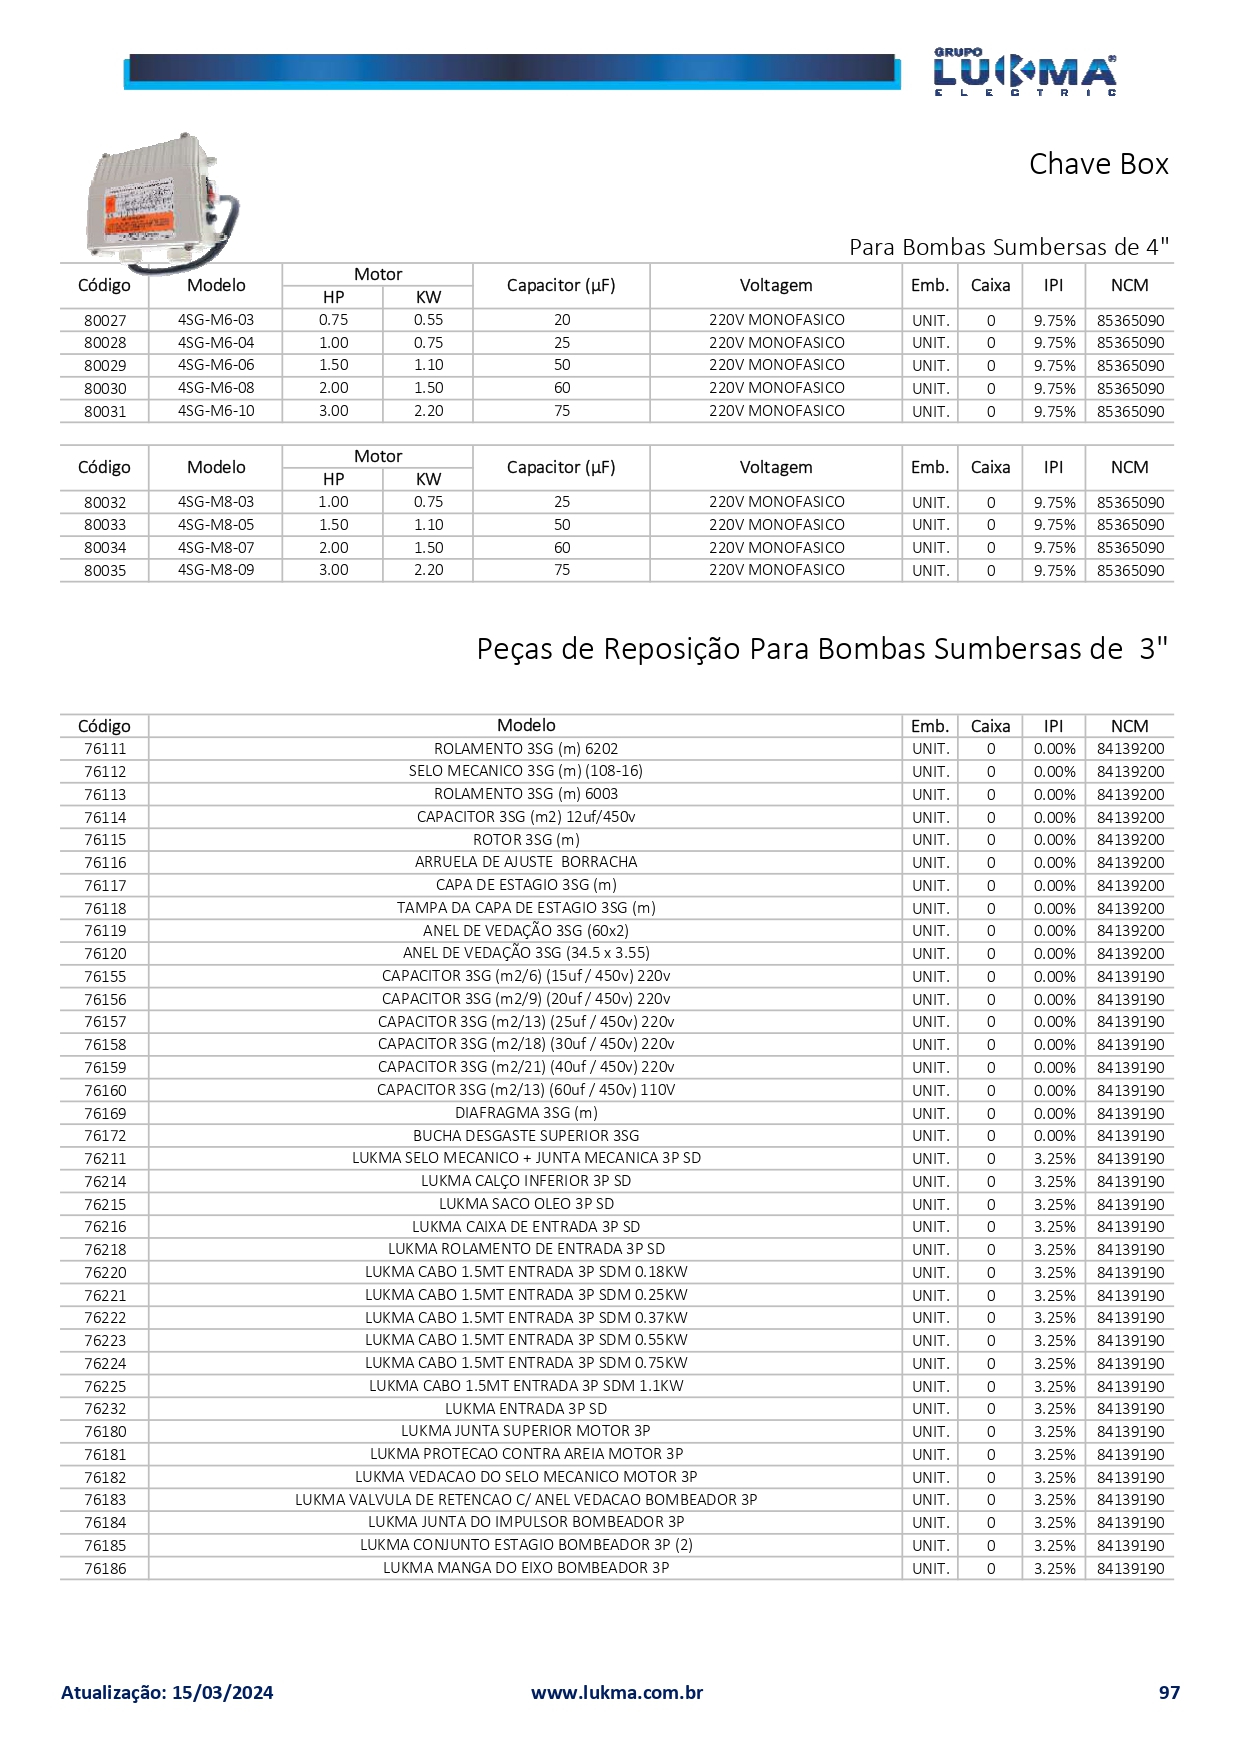 GRUPO
LUKMA®
ELECTRIC
Chave Box
Para Bombas Sumbersas de 4"
Código Modelo Motor Capacitor (µF) Voltagem Emb. Caixa IPI NCM
HP KW
80027 4SG-M6-03 0.75 0.55 20 220V MONOFASICO UNIT. 0 9.75% 85365090
80028 4SG-M6-04 1.00 0.75 25 220V MONOFASICO UNIT. 0 9.75% 85365090
80029 4SG-M6-06 1.50 1.10 50 220V MONOFASICO UNIT. 0 9.75% 85365090
80030 4SG-M6-08 2.00 1.50 60 220V MONOFASICO UNIT. 0 9.75% 85365090
80031 4SG-M6-10 3.00 2.20 75 220V MONOFASICO UNIT. 0 9.75% 85365090
Código Modelo Motor Capacitor (µF) Voltagem Emb. Caixa IPI NCM
HP KW
80032 4SG-M8-03 1.00 0.75 25 220V MONOFASICO UNIT. 0 9.75% 85365090
80033 4SG-M8-05 1.50 1.10 50 220V MONOFASICO UNIT. 0 9.75% 85365090
80034 4SG-M8-07 2.00 1.50 60 220V MONOFASICO UNIT. 0 9.75% 85365090
80035 4SG-M8-09 3.00 2.20 75 220V MONOFASICO UNIT. 0 9.75% 85365090
Peças de Reposição Para Bombas Sumbersas de 3"
Código Modelo Emb. Caixa IPI NCM
76111 ROLAMENTO 3SG (m) 6202 UNIT. 0 0.00% 84139200
76112 SELO MECANICO 3SG (m) (108-16) UNIT. 0 0.00% 84139200
76113 ROLAMENTO 3SG (m) 6003 UNIT. 0 0.00% 84139200
76114 CAPACITOR 3SG (m2) 12uf/450v UNIT. 0 0.00% 84139200
76115 ROTOR 3SG (m) UNIT. 0 0.00% 84139200
76116 ARRUELA DE AJUSTE BORRACHA UNIT. 0 0.00% 84139200
76117 CAPA DE ESTAGIO 3SG (m) UNIT. 0 0.00% 84139200
76118 TAMPA DA CAPA DE ESTAGIO 3SG (m) UNIT. 0 0.00% 84139200
76119 ANEL DE VEDAÇÃO 3SG (60x2) UNIT. 0 0.00% 84139200
76120 ANEL DE VEDAÇÃO 3SG (34.5 x 3.55) UNIT. 0 0.00% 84139200
76155 CAPACITOR 3SG (m2/6) (15uf / 450v) 220v UNIT. 0 0.00% 84139190
76156 CAPACITOR 3SG (m2/9) (20uf / 450v) 220v UNIT. 0 0.00% 84139190
76157 CAPACITOR 3SG (m2/13) (25uf / 450v) 220v UNIT. 0 0.00% 84139190
76158 CAPACITOR 3SG (m2/18) (30uf / 450v) 220v UNIT. 0 0.00% 84139190
76159 CAPACITOR 3SG (m2/21) (40uf / 450v) 220v UNIT. 0 0.00% 84139190
76160 CAPACITOR 3SG (m2/13) (60uf / 450v) 110V UNIT. 0 0.00% 84139190
76169 DIAFRAGMA 3SG (m) UNIT. 0 0.00% 84139190
76172 BUCHA DESGASTE SUPERIOR 3SG UNIT. 0 0.00% 84139190
76211 LUKMA SELO MECANICO + JUNTA MECANICA 3P SD UNIT. 0 3.25% 84139190
76214 LUKMA CALÇO INFERIOR 3P SD UNIT. 0 3.25% 84139190
76215 LUKMA SACO OLEO 3P SD UNIT. 0 3.25% 84139190
76216 LUKMA CAIXA DE ENTRADA 3P SD UNIT. 0 3.25% 84139190
76218 LUKMA ROLAMENTO DE ENTRADA 3P SD UNIT. 0 3.25% 84139190
76220 LUKMA CABO 1.5MT ENTRADA 3P SDM 0.18KW UNIT. 0 3.25% 84139190
76221 LUKMA CABO 1.5MT ENTRADA 3P SDM 0.25KW UNIT. 0 3.25% 84139190
76222 LUKMA CABO 1.5MT ENTRADA 3P SDM 0.37KW UNIT. 0 3.25% 84139190
76223 LUKMA CABO 1.5MT ENTRADA 3P SDM 0.55KW UNIT. 0 3.25% 84139190
76224 LUKMA CABO 1.5MT ENTRADA 3P SDM 0.75KW UNIT. 0 3.25% 84139190
76225 LUKMA CABO 1.5MT ENTRADA 3P SDM 1.1KW UNIT. 0 3.25% 84139190
76232 LUKMA ENTRADA 3P SD UNIT. 0 3.25% 84139190
76180 LUKMA JUNTA SUPERIOR MOTOR 3P UNIT. 0 3.25% 84139190
76181 LUKMA PROTECAO CONTRA AREIA MOTOR 3P UNIT. 0 3.25% 84139190
76182 LUKMA VEDACAO DO SELO MECANICO MOTOR 3P UNIT. 0 3.25% 84139190
76183 LUKMA VALVULA DE RETENCAO C/ ANEL VEDACAO BOMBEADOR 3P UNIT. 0 3.25% 84139190
76184 LUKMA JUNTA DO IMPULSOR BOMBEADOR 3P UNIT. 0 3.25% 84139190
76185 LUKMA CONJUNTO ESTAGIO BOMBEADOR 3P (2) UNIT. 0 3.25% 84139190
76186 LUKMA MANGA DO EIXO BOMBEADOR 3P UNIT. 0 3.25% 84139190
Atualização: 15/03/2024 www.lukma.com.br 97